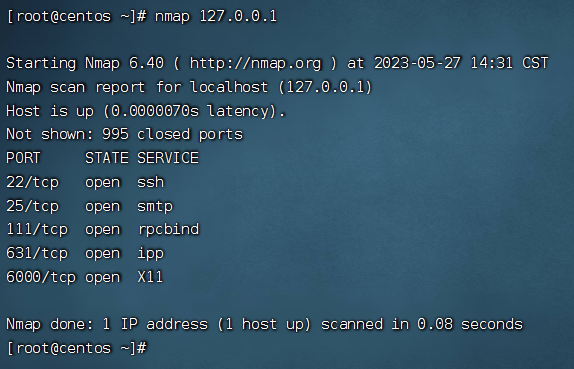 [root@centos ~]# nmap 127.0.0.1
Starting Nmap 6.40 ( http://nmap.org ) at 2023-05-27 14:31 CST
Nmap scan report for localhost (127.0.0.1)
Host is up (0.0000070s latency).
Not shown: 995 closed ports
PORT     STATE SERVICE
22/tcp   open  ssh
25/tcp   open  smtp
111/tcp  open  rpcbind
631/tcp  open  ipp
6000/tcp open  X11
Nmap done: 1 IP address (1 host up) scanned in 0.08 seconds
[root@centos ~]#